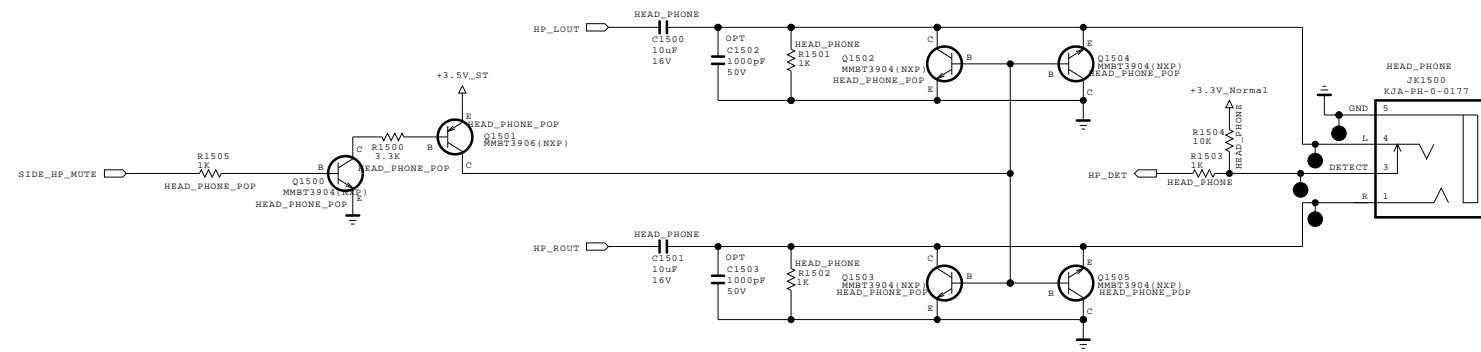 HEAD_PHONE
HP_LOUT
C1500
10uF
16V
OPT
C1502
1000pF
50V
HEAD_PHONE
R1501
1K
C
B
E
Q1502
MMBT3904(NXP)
HEAD_PHONE_POP
E
B
C
Q1504
MMBT3904(NXP)
HEAD_PHONE_POP
+3.5V_ST
E
HEAD_PHONE_POP
Q1501
MMBT3906(NXP)
B
C
R1500
3.3K
HEAD_PHONE_POP
SIDE_HP_MUTE
R1505
1K
HEAD_PHONE_POP
C
B
E
Q1500
MMBT3904(NXP)
HEAD_PHONE_POP
+3.3V_Normal
R1504
10K
HEAD_PHONE
R1503
1K
HEAD_PHONE
HP_DET
HEAD_PHONE
JK1500
KJA-PH-0-0177
GND
5
L
4
DETECT
3
R
1
HEAD_PHONE
HP_ROUT
C1501
10uF
16V
OPT
C1503
1000pF
50V
HEAD_PHONE
R1502
1K
C
B
E
Q1503
MMBT3904(NXP)
HEAD_PHONE_POP
E
B
C
Q1505
MMBT3904(NXP)
HEAD_PHONE_POP